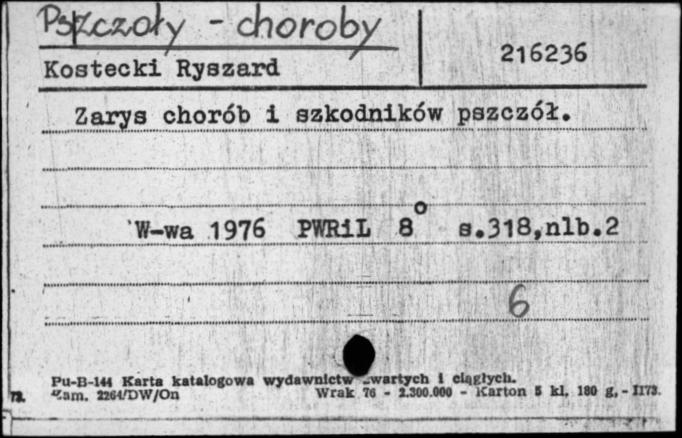 Pszczoły - choroby
216236
Kostecki Ryszard
Zarys chorób i szkodników pszczół.
W-wa 1976 PWRiL 8° s.318,nlb.2
6
Pu-B-144 Karta katalogowa wydawnictw zwartych i ciągłych.
Zam. 2264/DW/On Wrak 76 - 2.300.000 - Karton 5 kl. 180 g, - II73.